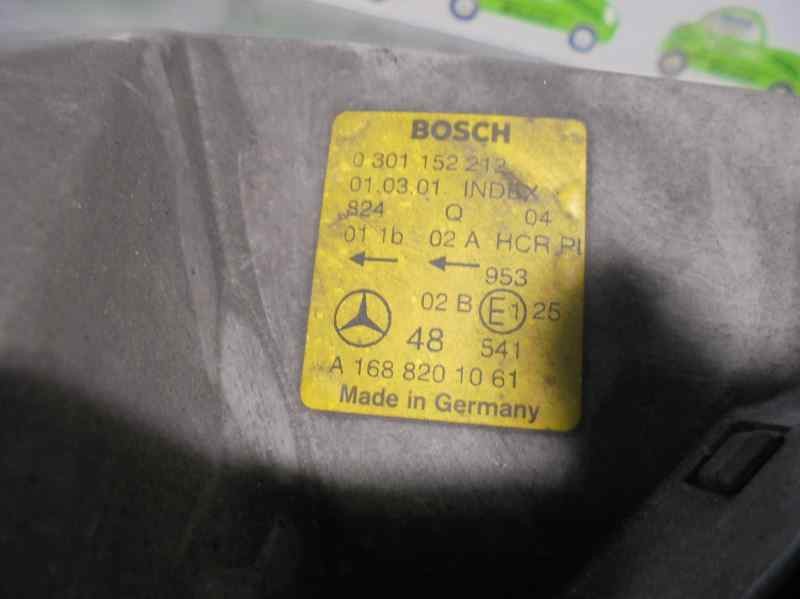 BOSCH
0 301 152 212
01.03.01. INDEX
824 Q 04
01 1b 02 A HCR PL
953
02 B E1 25
48 541
A 168 820 10 61
Made in Germany